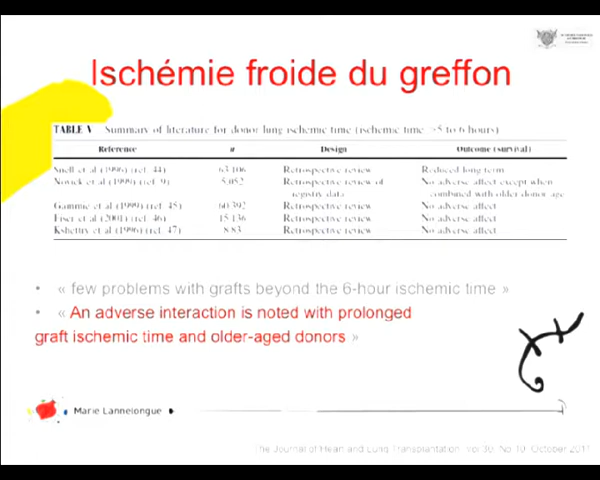 Ischémie froide du greffon
TABLE V Summary of literature for donor lung ischemic time (ischemic time >5 to 6 hours)
Reference n Design Outcome (survival)
Snell et al (1996) (ref. 44) 63/106 Retrospective review Reduced long term
Novick et al (1999) (ref. 9) 5,052 Retrospective review of registry data No adverse affect except when combined with older donor age
Gammie et al (1999) (ref. 45) 60/392 Retrospective review No adverse affect
Fiser et al (2001) (ref. 46) 15/136 Retrospective review No adverse affect
Kshettry et al (1996) (ref. 47) 8/83 Retrospective review No adverse affect
• « few problems with grafts beyond the 6-hour ischemic time »
• « An adverse interaction is noted with prolonged
graft ischemic time and older-aged donors »
Marie Lannelongue
The Journal of Heart and Lung Transplantation, Vol 30, No 10, October 2011